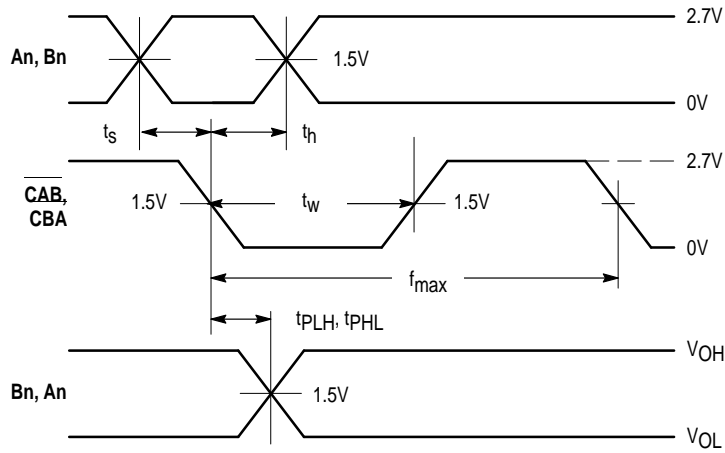 2.7V
An, Bn
1.5V
0V
ts
th
2.7V
CAB,
CBA
1.5V
tw
1.5V
0V
fmax
tPLH, tPHL
VOH
Bn, An
1.5V
VOL